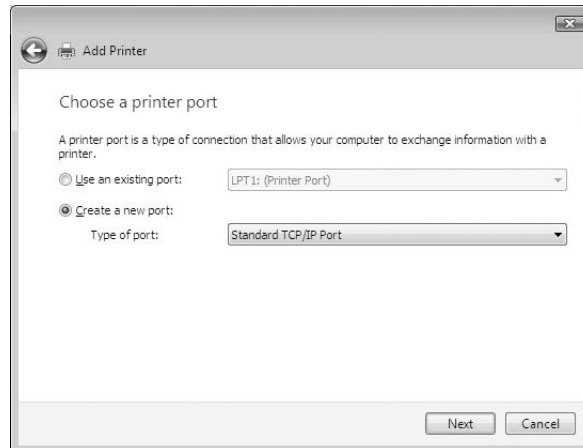 Add Printer
Choose a printer port
A printer port is a type of connection that allows your computer to exchange information with a
printer.
Use an existing port: LPT1: (Printer Port)
Create a new port:
Type of port: Standard TCP/IP Port
Next Cancel